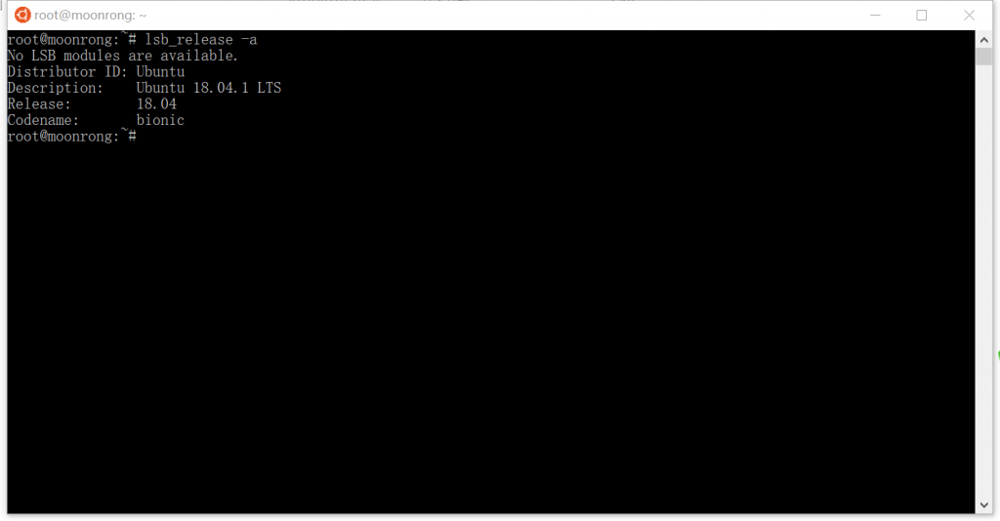 root@moonrong: ~
root@moonrong:~# lsb_release -a
No LSB modules are available.
Distributor ID: Ubuntu
Description:    Ubuntu 18.04.1 LTS
Release:        18.04
Codename:       bionic
root@moonrong:~#